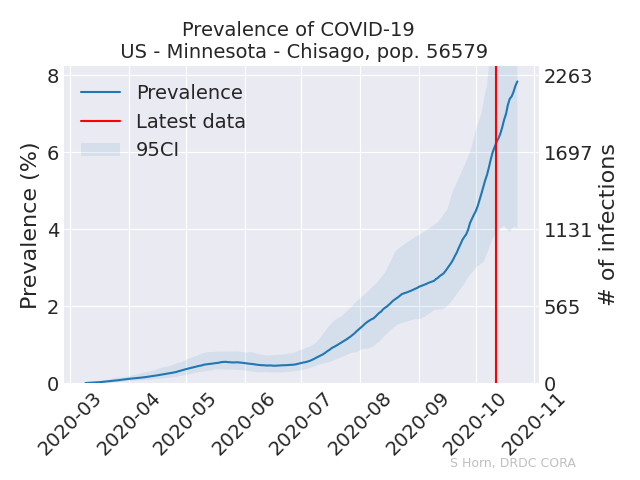 Prevalence of COVID-19
US - Minnesota - Chisago, pop. 56579
Prevalence (%)
8
6
4
2
0
Prevalence
Latest data
95CI
2263
1697
1131
565
0
# of infections
2020-03
2020-04
2020-05
2020-06
2020-07
2020-08
2020-09
2020-10
2020-11
S Horn, DRDC CORA